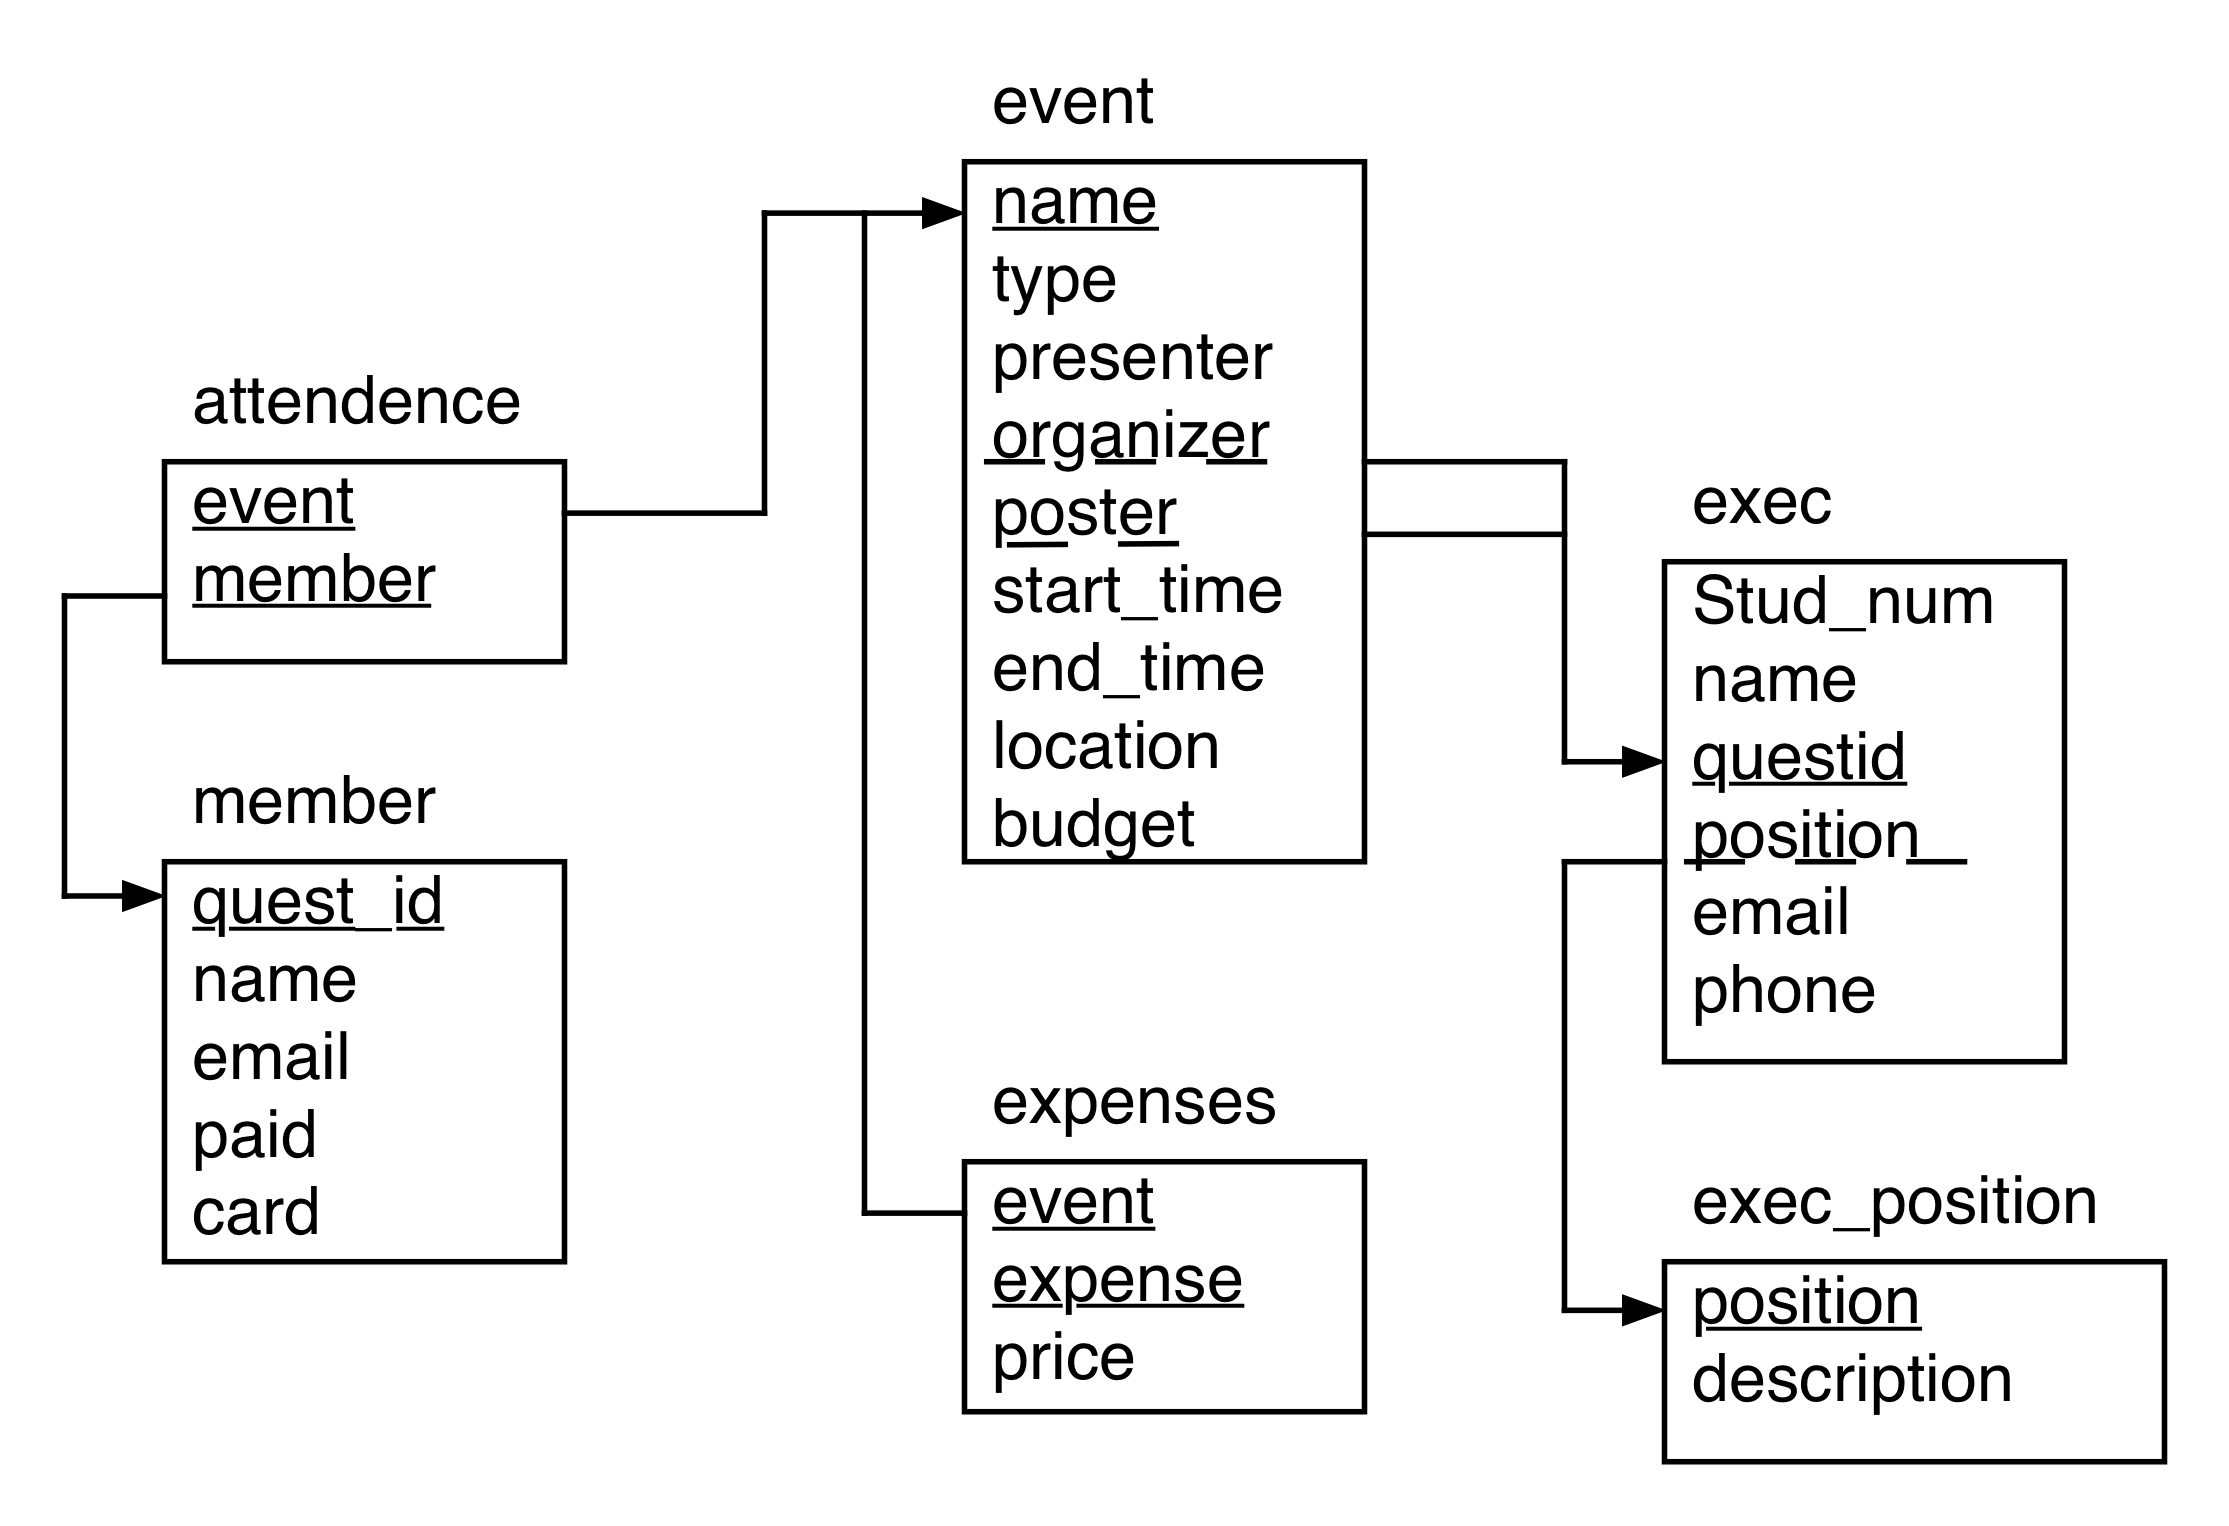 event
name
type
presenter
organizer
poster
start_time
end_time
location
budget
attendence
event
member
member
quest_id
name
email
paid
card
exec
Stud_num
name
questid
position
email
phone
expenses
event
expense
price
exec_position
position
description